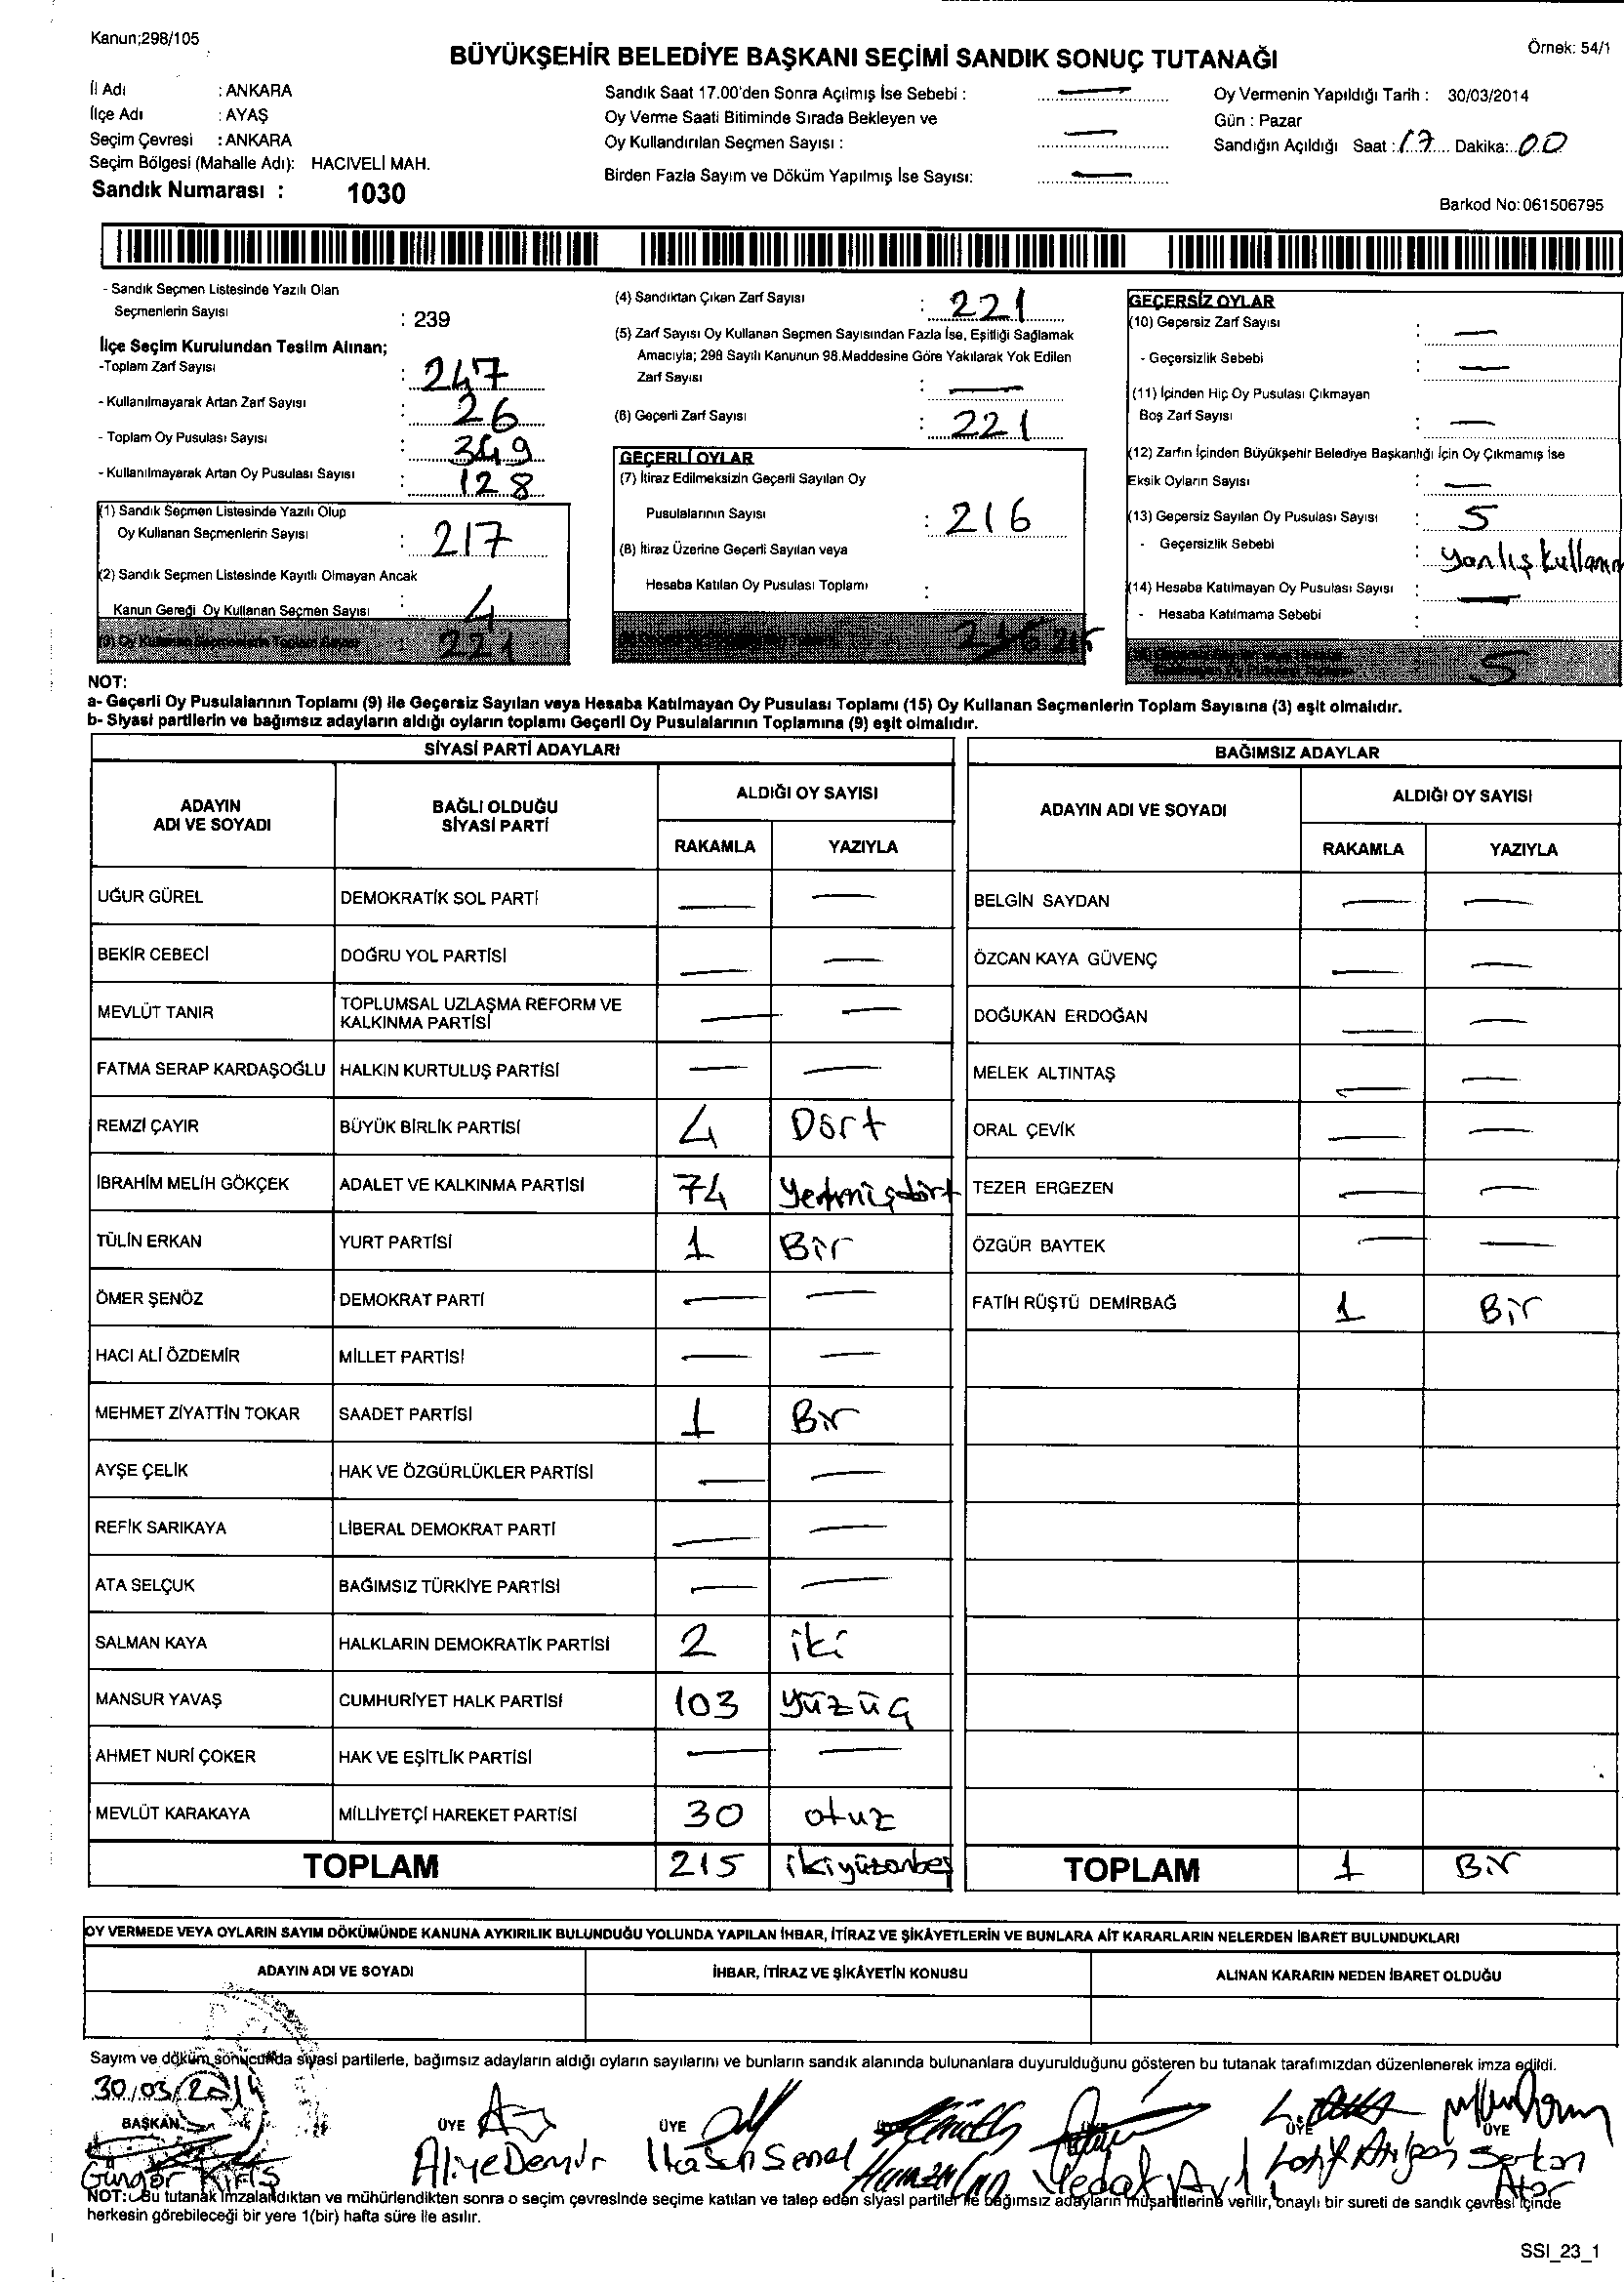 Kanun;298/105
BÜYÜKŞEHİR BELEDİYE BAŞKANI SEÇİMİ SANDIK SONUÇ TUTANAĞI
Örnek: 54/1
İl Adı : ANKARA
İlçe Adı : AYAŞ
Seçim Çevresi : ANKARA
Seçim Bölgesi (Mahalle Adı): HACIVELİ MAH.
Sandık Numarası : 1030
Sandık Saat 17.00'den Sonra Açılmış İse Sebebi : —
Oy Verme Saati Bitiminde Sırada Bekleyen ve
Oy Kullandırılan Seçmen Sayısı : —
Birden Fazla Sayım ve Döküm Yapılmış İse Sayısı: —
Oy Vermenin Yapıldığı Tarih : 30/03/2014
Gün : Pazar
Sandığın Açıldığı Saat : 17 Dakika: 00
Barkod No:061506795
- Sandık Seçmen Listesinde Yazılı Olan
Seçmenlerin Sayısı : 239
İlçe Seçim Kurulundan Teslim Alınan;
-Toplam Zarf Sayısı : 247
- Kullanılmayarak Artan Zarf Sayısı : 26
- Toplam Oy Pusulası Sayısı : 349
- Kullanılmayarak Artan Oy Pusulası Sayısı : 128
(1) Sandık Seçmen Listesinde Yazılı Olup
Oy Kullanan Seçmenlerin Sayısı : 217
(2) Sandık Seçmen Listesinde Kayıtlı Olmayan Ancak
Kanun Gereği Oy Kullanan Seçmen Sayısı : 4
(3) Oy Kullanan Seçmenlerin Toplam Sayısı : 221
(4) Sandıktan Çıkan Zarf Sayısı : 221
(5) Zarf Sayısı Oy Kullanan Seçmen Sayısından Fazla İse, Eşitliği Sağlamak
Amacıyla; 298 Sayılı Kanunun 98.Maddesine Göre Yakılarak Yok Edilen
Zarf Sayısı : —
(6) Geçerli Zarf Sayısı : 221
GEÇERLİ OYLAR
(7) İtiraz Edilmeksizin Geçerli Sayılan Oy
Pusulalarının Sayısı : 216
(8) İtiraz Üzerine Geçerli Sayılan veya
Hesaba Katılan Oy Pusulası Toplamı :
GEÇERSİZ OYLAR
(10) Geçersiz Zarf Sayısı : —
- Geçersizlik Sebebi : —
(11) İçinden Hiç Oy Pusulası Çıkmayan
Boş Zarf Sayısı : —
(12) Zarfın İçinden Büyükşehir Belediye Başkanlığı İçin Oy Çıkmamış İse
Eksik Oyların Sayısı : —
(13) Geçersiz Sayılan Oy Pusulası Sayısı : 5
- Geçersizlik Sebebi : Yanlış kullanım
(14) Hesaba Katılmayan Oy Pusulası Sayısı : —
- Hesaba Katılmama Sebebi :
5
NOT:
a- Geçerli Oy Pusulalarının Toplamı (9) ile Geçersiz Sayılan veya Hesaba Katılmayan Oy Pusulası Toplamı (15) Oy Kullanan Seçmenlerin Toplam Sayısına (3) eşit olmalıdır.
b- Siyasi partilerin ve bağımsız adayların aldığı oyların toplamı Geçerli Oy Pusulalarının Toplamına (9) eşit olmalıdır.
SİYASİ PARTİ ADAYLARI
ADAYIN ADI VE SOYADI
BAĞLI OLDUĞU SİYASİ PARTİ
ALDIĞI OY SAYISI
RAKAMLA YAZIYLA
UĞUR GÜREL DEMOKRATİK SOL PARTİ — —
BEKİR CEBECİ DOĞRU YOL PARTİSİ — —
MEVLÜT TANIR TOPLUMSAL UZLAŞMA REFORM VE KALKINMA PARTİSİ — —
FATMA SERAP KARDAŞOĞLU HALKIN KURTULUŞ PARTİSİ — —
REMZİ ÇAYIR BÜYÜK BİRLİK PARTİSİ 4 Dört
İBRAHİM MELİH GÖKÇEK ADALET VE KALKINMA PARTİSİ 74 Yetmişdört
TÜLİN ERKAN YURT PARTİSİ 1 Bir
ÖMER ŞENÖZ DEMOKRAT PARTİ — —
HACI ALİ ÖZDEMİR MİLLET PARTİSİ — —
MEHMET ZİYATTİN TOKAR SAADET PARTİSİ 1 Bir
AYŞE ÇELİK HAK VE ÖZGÜRLÜKLER PARTİSİ — —
REFİK SARIKAYA LİBERAL DEMOKRAT PARTİ — —
ATA SELÇUK BAĞIMSIZ TÜRKİYE PARTİSİ — —
SALMAN KAYA HALKLARIN DEMOKRATİK PARTİSİ 2 iki
MANSUR YAVAŞ CUMHURİYET HALK PARTİSİ 103 yüzüç
AHMET NURİ ÇOKER HAK VE EŞİTLİK PARTİSİ — —
MEVLÜT KARAKAYA MİLLİYETÇİ HAREKET PARTİSİ 30 otuz
TOPLAM 215 ikiyüzonbeş
BAĞIMSIZ ADAYLAR
ADAYIN ADI VE SOYADI
ALDIĞI OY SAYISI
RAKAMLA YAZIYLA
BELGİN SAYDAN — —
ÖZCAN KAYA GÜVENÇ — —
DOĞUKAN ERDOĞAN — —
MELEK ALTINTAŞ — —
ORAL ÇEVİK — —
TEZER ERGEZEN — —
ÖZGÜR BAYTEK — —
FATİH RÜŞTÜ DEMİRBAĞ 1 Bir
TOPLAM 1 Bir
OY VERMEDE VEYA OYLARIN SAYIM DÖKÜMÜNDE KANUNA AYKIRILIK BULUNDUĞU YOLUNDA YAPILAN İHBAR, İTİRAZ VE ŞİKÂYETLERİN VE BUNLARA AİT KARARLARIN NELERDEN İBARET BULUNDUKLARI
ADAYIN ADI VE SOYADI
İHBAR, İTİRAZ VE ŞİKÂYETİN KONUSU
ALINAN KARARIN NEDEN İBARET OLDUĞU
Sayım ve döküm sonucunda siyasi partilerle, bağımsız adayların aldığı oyların sayılarını ve bunların sandık alanında bulunanlara duyurulduğunu gösteren bu tutanak tarafımızdan düzenlenerek imza edildi.
30/03/2014
BAŞKAN ÜYE ÜYE ÜYE ÜYE
Güngör Aliye Demir Hasan Şenel Vedat Latif Serkan
NOT: Bu tutanak imzalandıktan ve mühürlendikten sonra o seçim çevresinde seçime katılan ve talep eden siyasi partiler ile bağımsız adayların müşahitlerine verilir, onaylı bir sureti de sandık çevresi içinde
herkesin görebileceği bir yere 1(bir) hafta süre ile asılır.
SSI_23_1